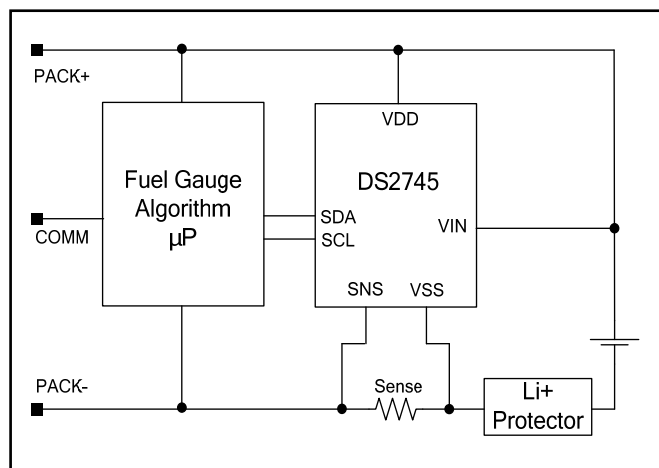 PACK+
VDD
Fuel Gauge
Algorithm
µP
DS2745
COMM
SDA
SCL
VIN
SNS
VSS
PACK-
Sense
Li+
Protector